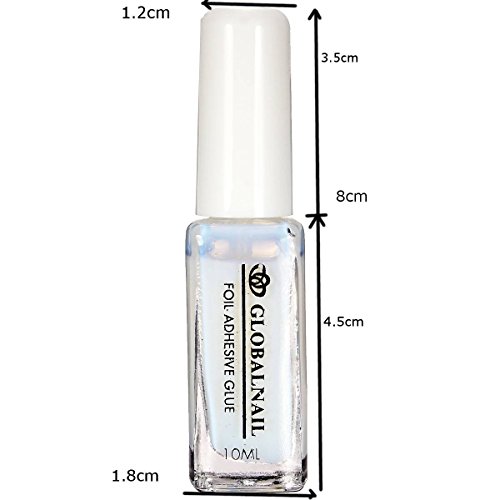 1.2cm
3.5cm
8cm
4.5cm
GLOBALNAIL
FOIL ADHESIVE GLUE
10ML
1.8cm